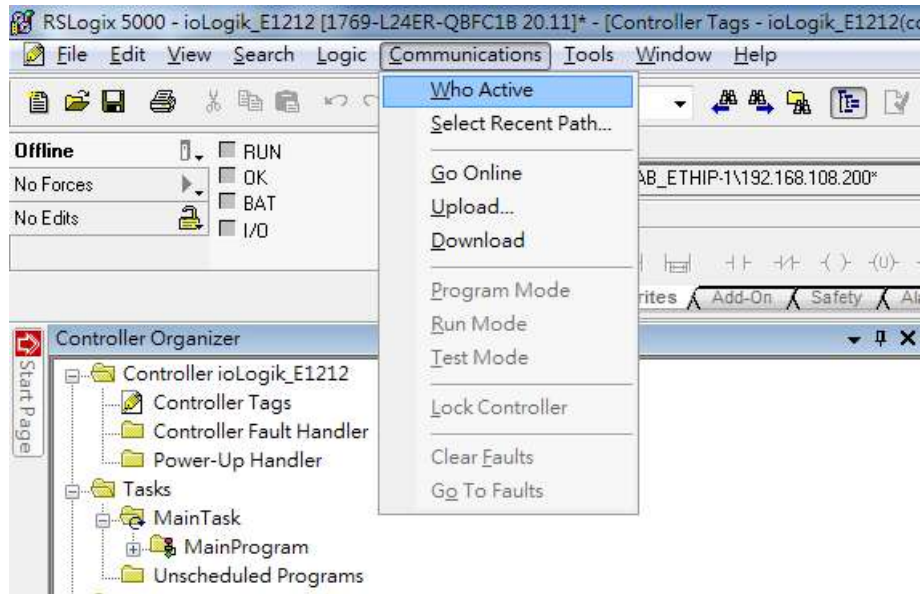 RSLogix 5000 - ioLogik_E1212 [1769-L24ER-QBFC1B 20.11]* - [Controller Tags - ioLogik_E1212(co
File Edit View Search Logic Communications Tools Window Help
Who Active
Select Recent Path...
Go Online
Upload...
Download
Program Mode
Run Mode
Test Mode
Lock Controller
Clear Faults
Go To Faults
Offline
RUN
No Forces
OK
No Edits
BAT
I/O
AB_ETHIP-1\192.168.108.200*
rites Add-On Safety
Start Page
Controller Organizer
Controller ioLogik_E1212
Controller Tags
Controller Fault Handler
Power-Up Handler
Tasks
MainTask
MainProgram
Unscheduled Programs